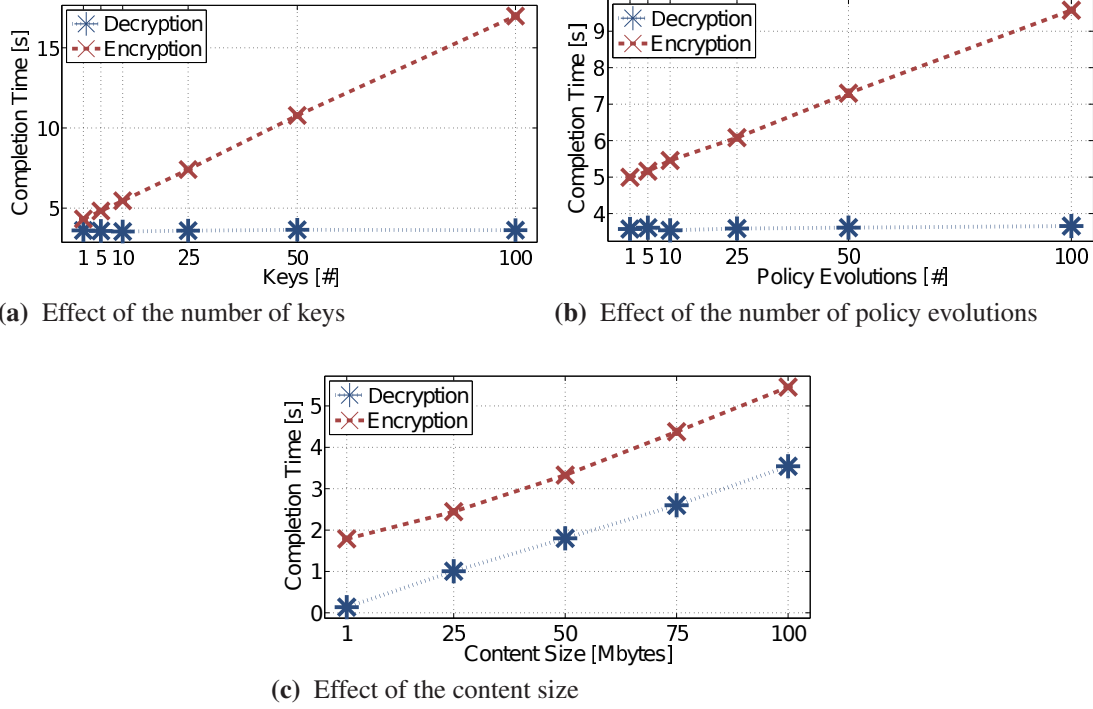 Decryption
Encryption
Completion Time [s]
15
10
5
1 5 10 25 50 100
Keys [#]
(a) Effect of the number of keys
Decryption
Encryption
Completion Time [s]
9
8
7
6
5
4
1 5 10 25 50 100
Policy Evolutions [#]
(b) Effect of the number of policy evolutions
Decryption
Encryption
Completion Time [s]
5
4
3
2
1
0
1 25 50 75 100
Content Size [Mbytes]
(c) Effect of the content size